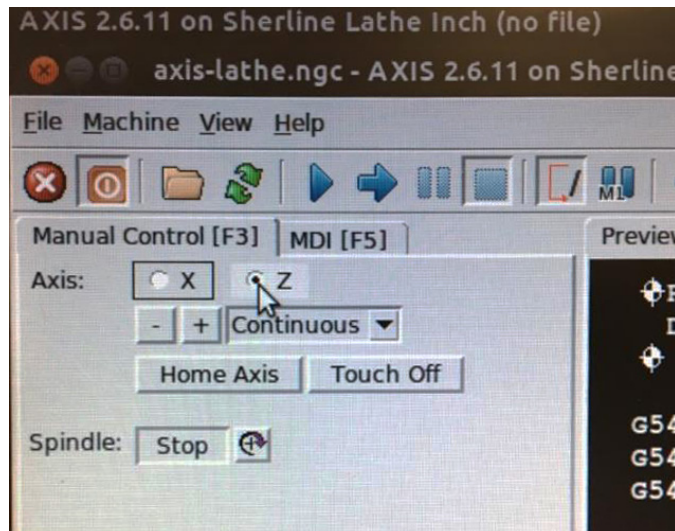 AXIS 2.6.11 on Sherline Lathe Inch (no file)
axis-lathe.ngc - AXIS 2.6.11 on Sherline
File Machine View Help
M1
Manual Control [F3] MDI [F5] Preview
Axis: X Z
- + Continuous
Home Axis Touch Off
G54
Spindle: Stop G54
G54